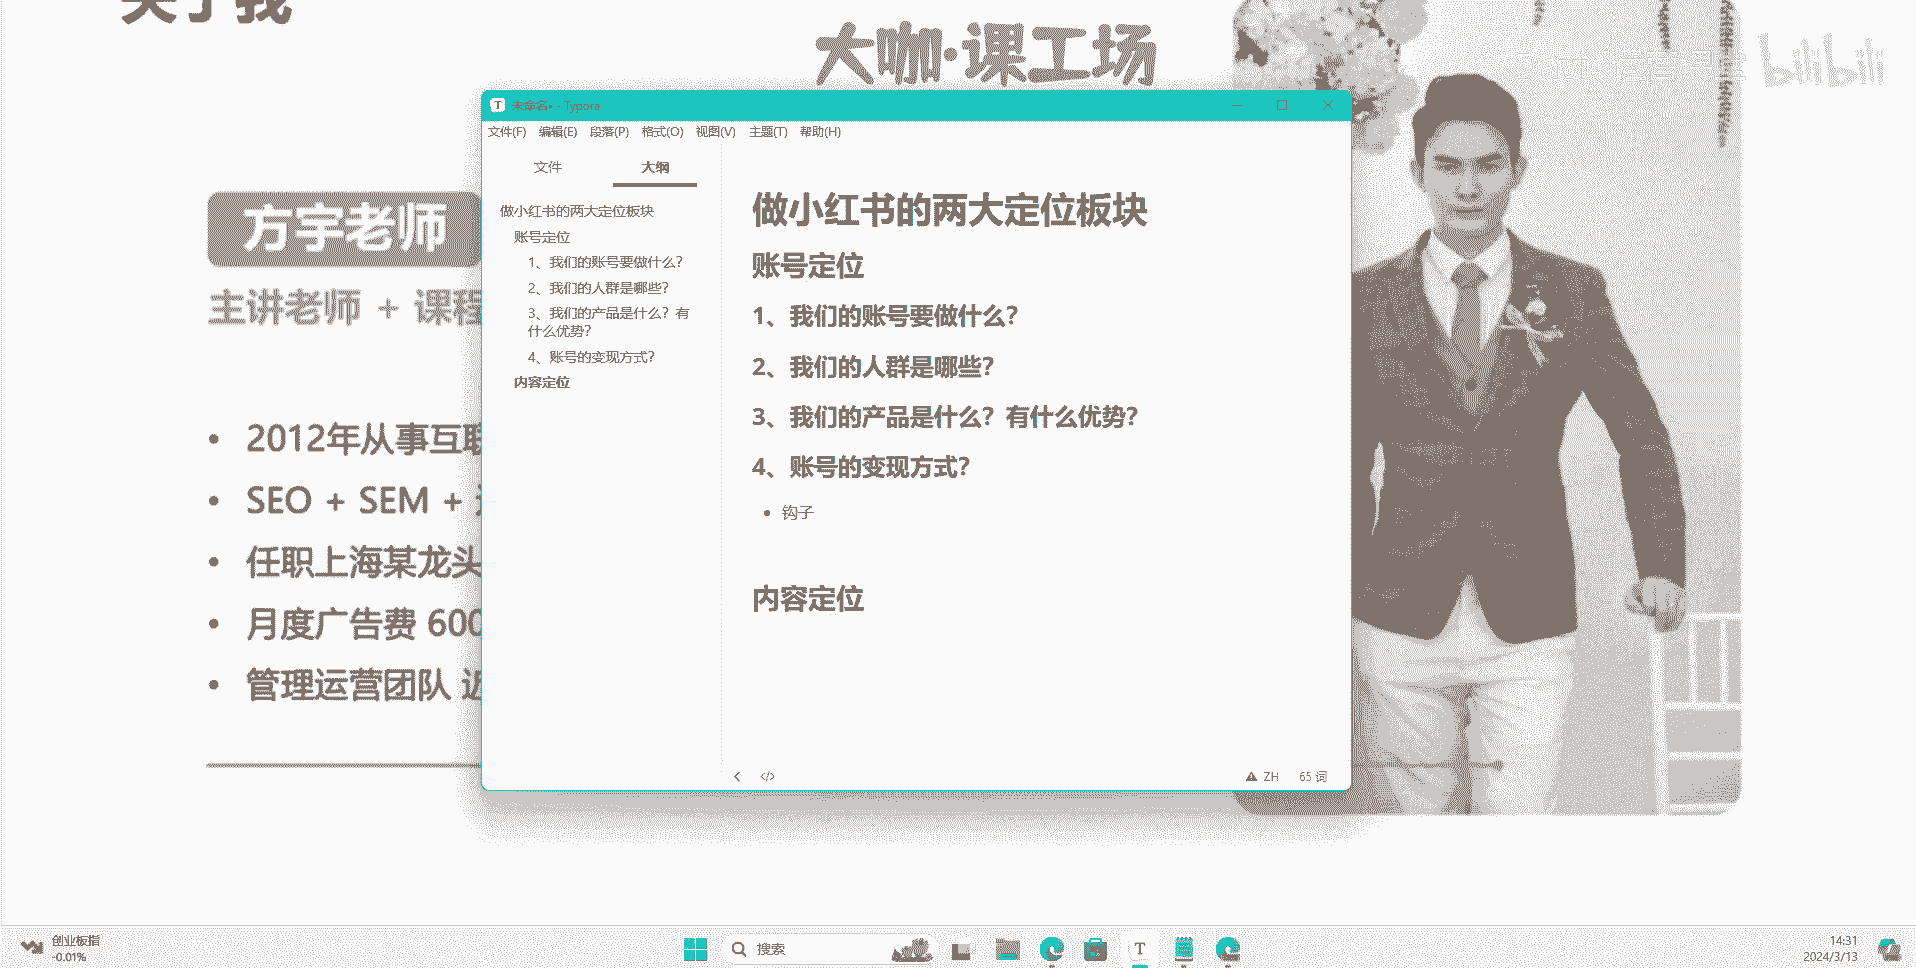 关于我
大咖·课工场
bilibili
方宇老师
主讲老师 + 课程
2012年从事互联
SEO + SEM +
任职上海某龙头
月度广告费 600
管理运营团队 近
未命名• - Typora
文件(F) 编辑(E) 段落(P) 格式(O) 视图(V) 主题(T) 帮助(H)
文件 大纲
做小红书的两大定位板块
账号定位
1、我们的账号要做什么？
2、我们的人群是哪些？
3、我们的产品是什么？有
什么优势？
4、账号的变现方式？
内容定位
做小红书的两大定位板块
账号定位
1、我们的账号要做什么？
2、我们的人群是哪些？
3、我们的产品是什么？有什么优势？
4、账号的变现方式？
钩子
内容定位
</> ZH 65 词
创业板指
-0.01%
搜索
14:31
2024/3/13